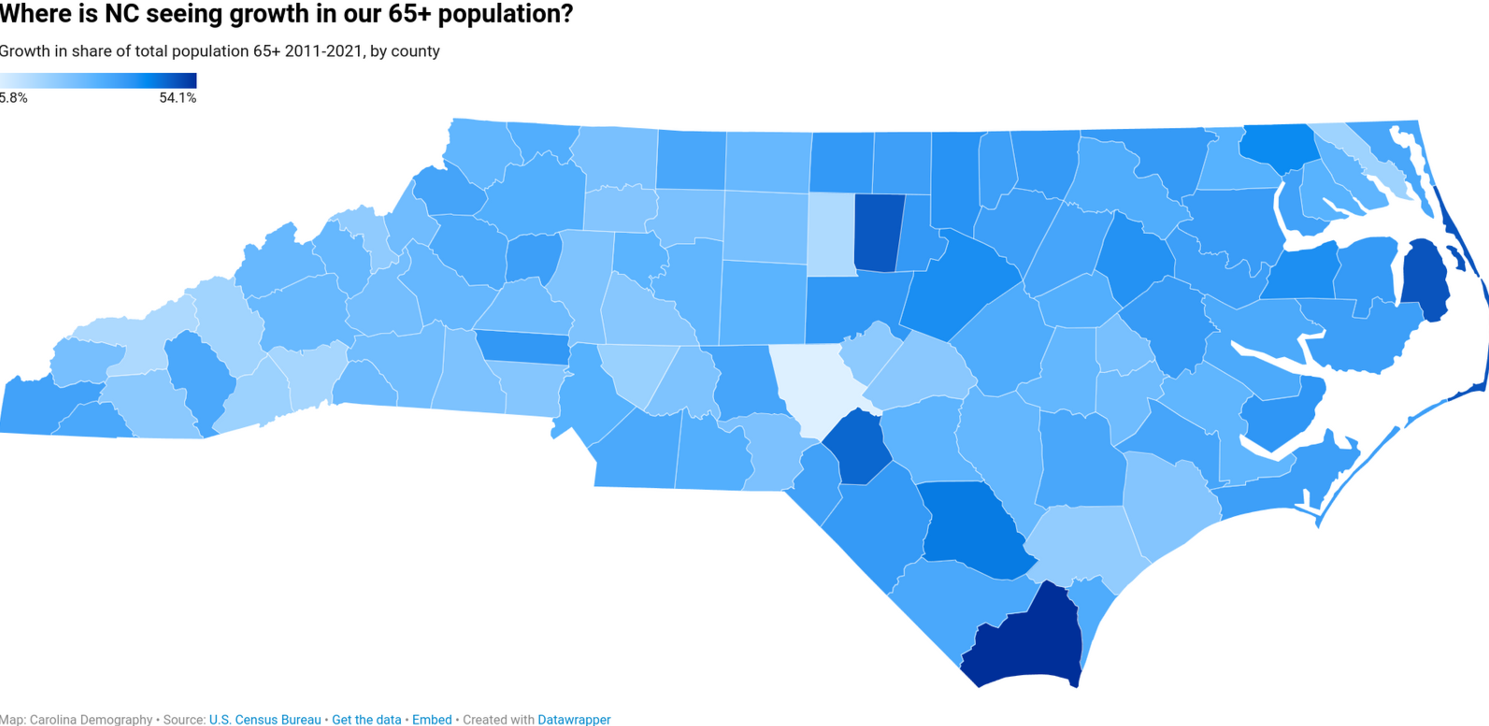 Where is NC seeing growth in our 65+ population?
Growth in share of total population 65+ 2011-2021, by county
5.8% 54.1%
Map: Carolina Demography • Source: U.S. Census Bureau • Get the data • Embed • Created with Datawrapper